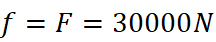 f = F = 30000N